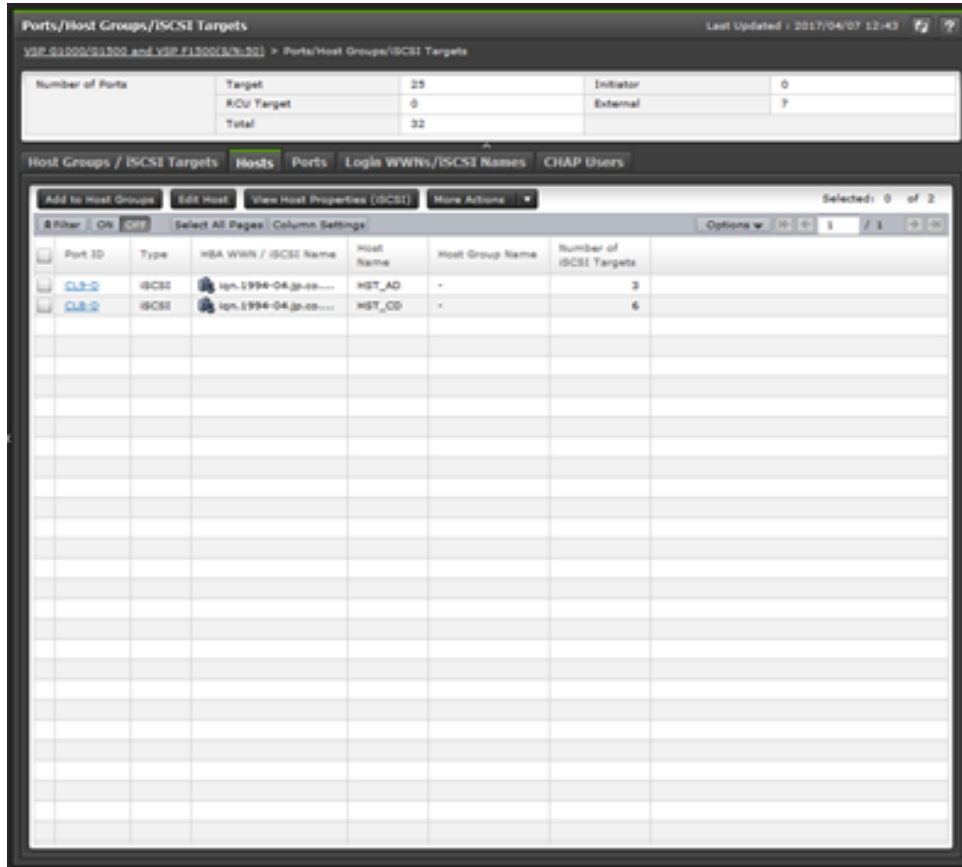 Ports/Host Groups/iSCSI Targets
Last Updated : 2017/04/07 12:43
VSP G1000/G1500 and VSP F1500(S/N:50) > Ports/Host Groups/iSCSI Targets
Number of Ports Target 25 Initiator 0
RCU Target 0 External 7
Total 32
Host Groups / iSCSI Targets Hosts Ports Login WWNs/iSCSI Names CHAP Users
Add to Host Groups Edit Host View Host Properties (iSCSI) More Actions Selected: 0 of 2
Filter ON OFF Select All Pages Column Settings Options 1 / 1
Port ID Type HBA WWN / iSCSI Name Host Name Host Group Name Number of iSCSI Targets
iSCSI iqn.1994-04.jp.co.... HST_AD - 3
iSCSI iqn.1994-04.jp.co.... HST_CD - 6